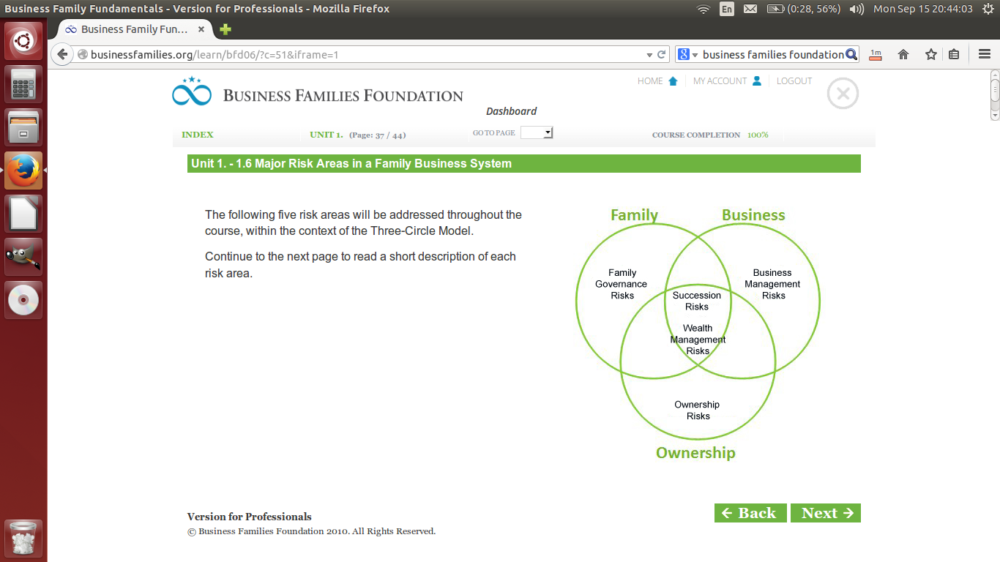 Business Family Fundamentals - Version for Professionals - Mozilla Firefox
En
(0:28, 56%)
Mon Sep 15 20:44:03
Business Family Fun...
businessfamilies.org/learn/bfd06/?c=51&iframe=1
business families foundation
1m
HOME
MY ACCOUNT
LOGOUT
BUSINESS FAMILIES FOUNDATION
Dashboard
INDEX
UNIT 1. (Page: 37 / 44)
GO TO PAGE
COURSE COMPLETION 100%
Unit 1. - 1.6 Major Risk Areas in a Family Business System
The following five risk areas will be addressed throughout the
course, within the context of the Three-Circle Model.
Continue to the next page to read a short description of each
risk area.
Family
Business
Family
Governance
Risks
Business
Management
Risks
Succession
Risks
Wealth
Management
Risks
Ownership
Risks
Ownership
Back
Next
Version for Professionals
© Business Families Foundation 2010. All Rights Reserved.